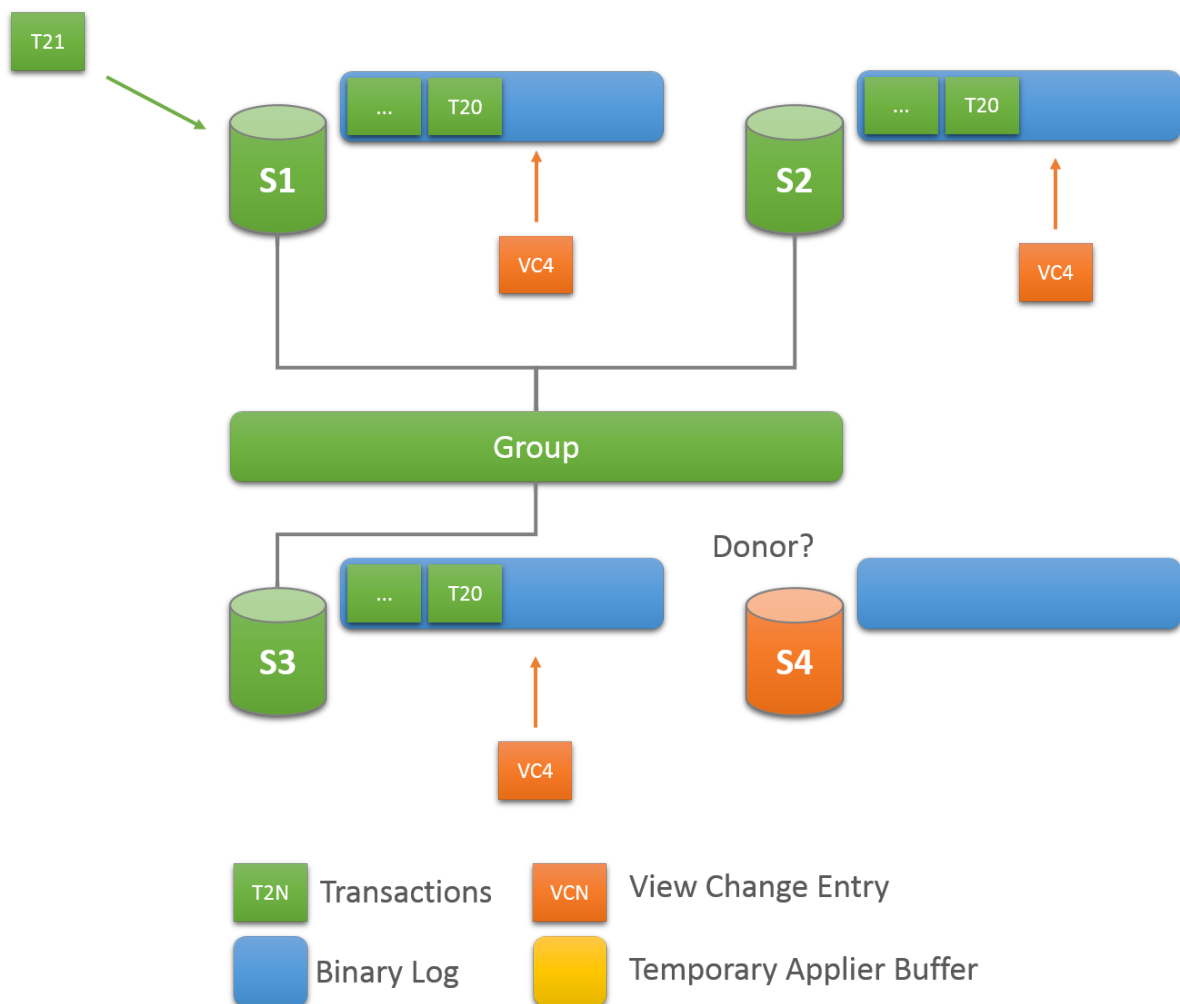 T21
... T20
S1
VC4
... T20
S2
VC4
Group
... T20
S3
VC4
Donor?
S4
T2N Transactions
VCN View Change Entry
Binary Log
Temporary Applier Buffer